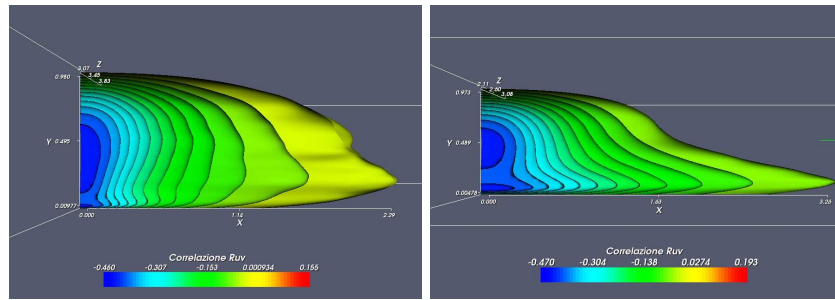 Z
3.07
3.45
3.83
0.980
Y 0.495
0.00977
0.000 1.14 2.29
X
Correlazione Ruv
-0.460 -0.307 -0.153 0.000934 0.155
Z
2.11
2.60
3.08
0.973
Y 0.489
0.00478
0.000 1.63 3.26
X
Correlazione Ruv
-0.470 -0.304 -0.138 0.0274 0.193